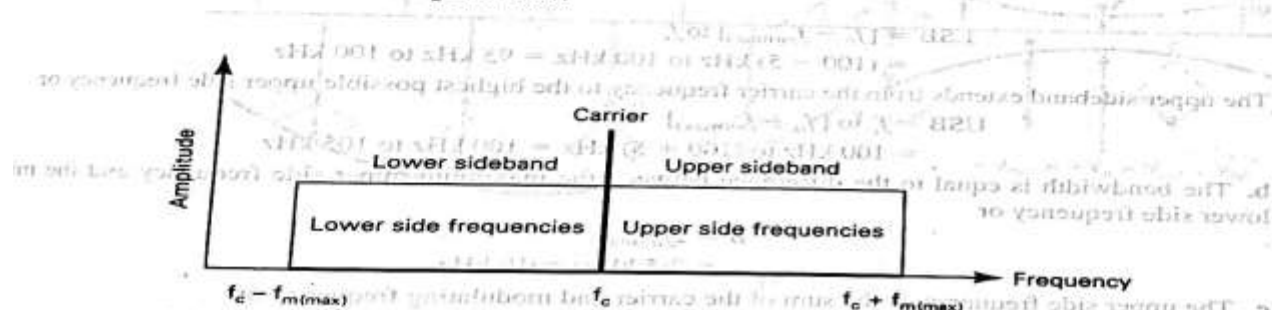 LSB = [f_c − f_m(max)] to f_c
= (100 − 5) kHz to 100 kHz = 95 kHz to 100 kHz
The upper sideband extends from the carrier frequency to the highest possible upper side frequency or
USB = f_c to [f_c + f_m(max)]
= 100 kHz to (100 + 5) kHz = 100 kHz to 105 kHz
Carrier
Lower sideband Upper sideband
b. The bandwidth is equal to the difference between the maximum upper side frequency and the
lower side frequency or
Amplitude
Lower side frequencies Upper side frequencies
Frequency
f_c − f_m(max) f_c f_c + f_m(max)
c. The upper side frequency is the sum of the carrier and modulating